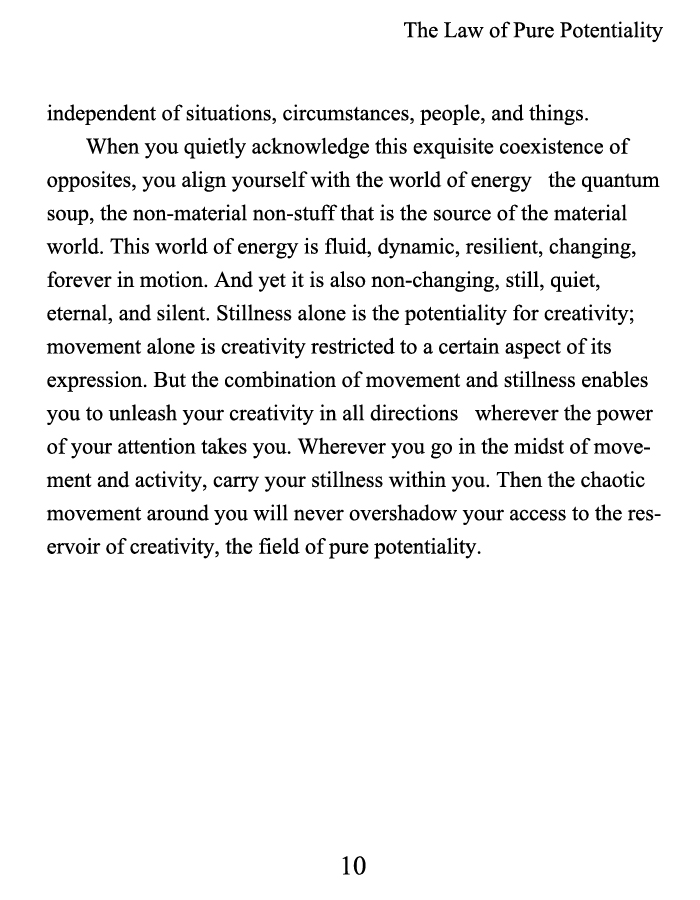 The Law of Pure Potentiality
independent of situations, circumstances, people, and things.
When you quietly acknowledge this exquisite coexistence of
opposites, you align yourself with the world of energy   the quantum
soup, the non-material non-stuff that is the source of the material
world. This world of energy is fluid, dynamic, resilient, changing,
forever in motion. And yet it is also non-changing, still, quiet,
eternal, and silent. Stillness alone is the potentiality for creativity;
movement alone is creativity restricted to a certain aspect of its
expression. But the combination of movement and stillness enables
you to unleash your creativity in all directions   wherever the power
of your attention takes you. Wherever you go in the midst of move-
ment and activity, carry your stillness within you. Then the chaotic
movement around you will never overshadow your access to the res-
ervoir of creativity, the field of pure potentiality.
10